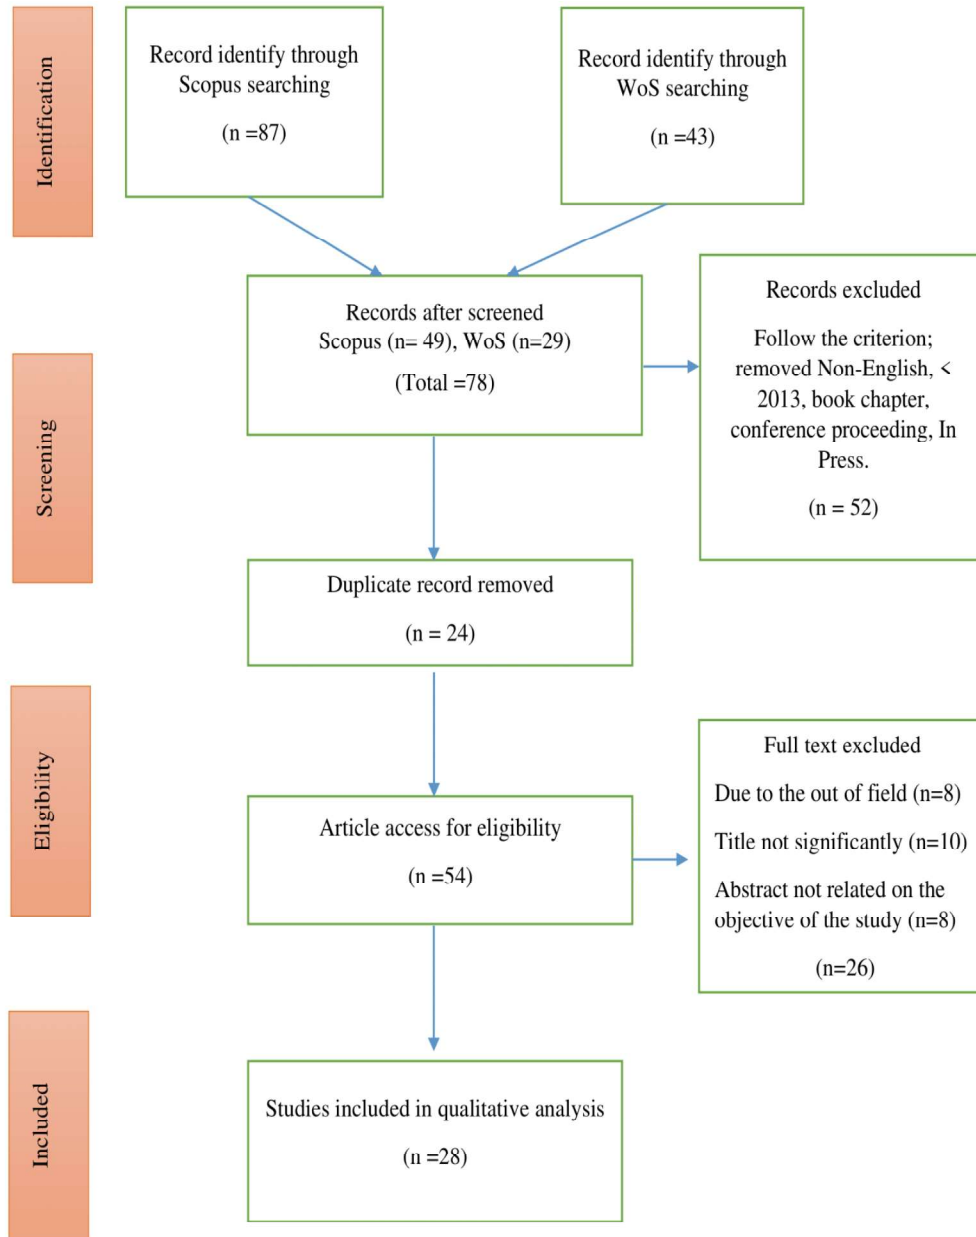 Identification
Record identify through
Scopus searching
(n =87)
Record identify through
WoS searching
(n =43)
Screening
Records after screened
Scopus (n= 49), WoS (n=29)
(Total =78)
Records excluded
Follow the criterion;
removed Non-English, <
2013, book chapter,
conference proceeding, In
Press.
(n = 52)
Duplicate record removed
(n = 24)
Eligibility
Article access for eligibility
(n =54)
Full text excluded
Due to the out of field (n=8)
Title not significantly (n=10)
Abstract not related on the
objective of the study (n=8)
(n=26)
Included
Studies included in qualitative analysis
(n =28)